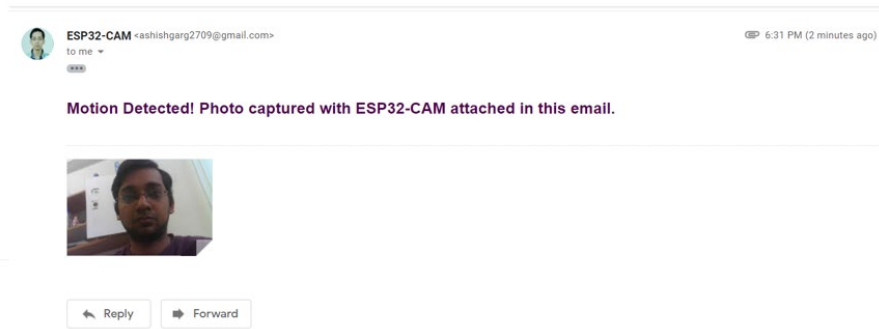 ESP32-CAM <ashishgarg2709@gmail.com>
6:31 PM (2 minutes ago)
to me
Motion Detected! Photo captured with ESP32-CAM attached in this email.
Reply
Forward